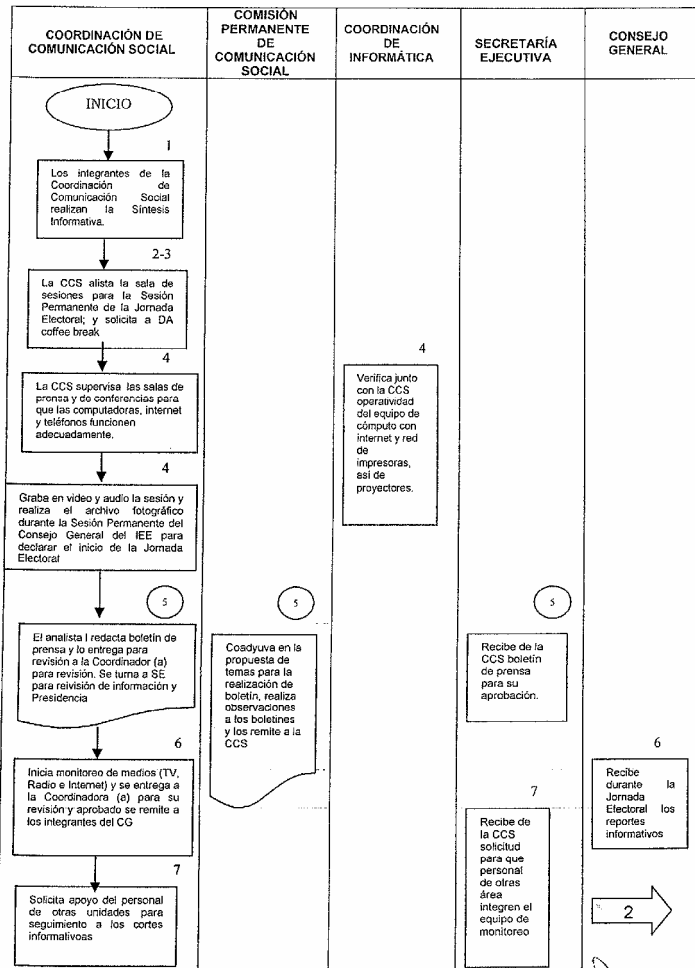 COORDINACIÓN DE
COMUNICACIÓN SOCIAL
COMISIÓN
PERMANENTE
DE
COMUNICACIÓN
SOCIAL
COORDINACIÓN
DE
INFORMÁTICA
SECRETARÍA
EJECUTIVA
CONSEJO
GENERAL
INICIO
1
Los integrantes de la
Coordinación de
Comunicación Social
realizan la Síntesis
Informativa.
2-3
La CCS alista la sala de
sesiones para la Sesión
Permanente de la Jornada
Electoral; y solicita a DA
coffee break
4
La CCS supervisa las salas de
prensa y de conferencias para
que las computadoras, internet
y teléfonos funcionen
adecuadamente.
4
Verifica junto
con la CCS
operatividad
del equipo de
cómputo con
internet y red
de
impresoras,
así de
proyectores.
4
Graba en video y audio la sesión y
realiza el archivo fotográfico
durante la Sesión Permanente del
Consejo General del IEE para
declarar el inicio de la Jornada
Electoral
5
El analista I redacta boletín de
prensa y lo entrega para
revisión a la Coordinador (a)
para revisión. Se turna a SE
para reivisión de información y
Presidencia
5
Coadyuva en la
propuesta de
temas para la
realización de
boletín, realiza
observaciones
a los boletines
y los remite a la
CCS
5
Recibe de la
CCS boletín
de prensa
para su
aprobación.
6
Inicia monitoreo de medios (TV,
Radio e Internet) y se entrega a
la Coordinadora (a) para su
revisión y aprobado se remite a
los integrantes del CG
6
Recibe
durante la
Jornada
Electoral los
reportes
informativos
7
Solicita apoyo del personal
de otras unidades para
seguimiento a los cortes
informativoas
7
Recibe de
la CCS
solicitud
para que
personal
de otras
área
integren el
equipo de
monitoreo
2